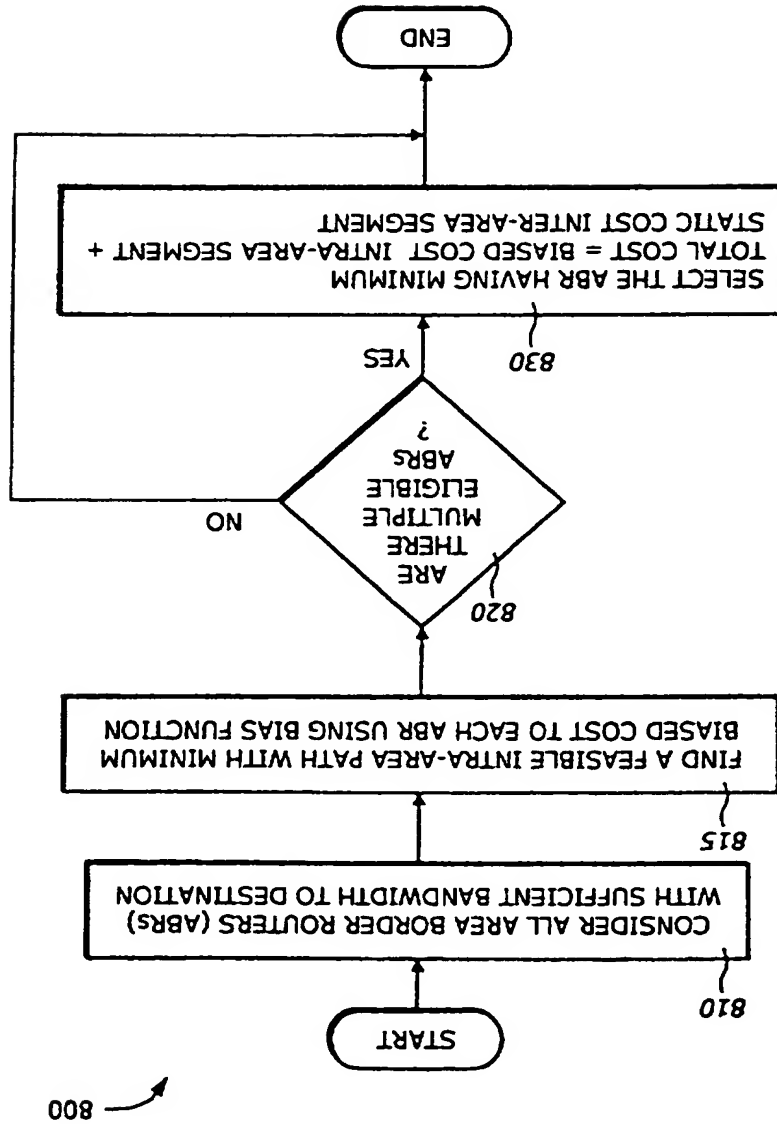 800
START
810
CONSIDER ALL AREA BORDER ROUTERS (ABRs)
WITH SUFFICIENT BANDWIDTH TO DESTINATION
815
FIND A FEASIBLE INTRA-AREA PATH WITH MINIMUM
BIASED COST TO EACH ABR USING BIAS FUNCTION
820
ARE
THERE
MULTIPLE
ELIGIBLE
ABRs
?
NO
YES
830
SELECT THE ABR HAVING MINIMUM
TOTAL COST = BIASED COST INTRA-AREA SEGMENT +
STATIC COST INTER-AREA SEGMENT
END